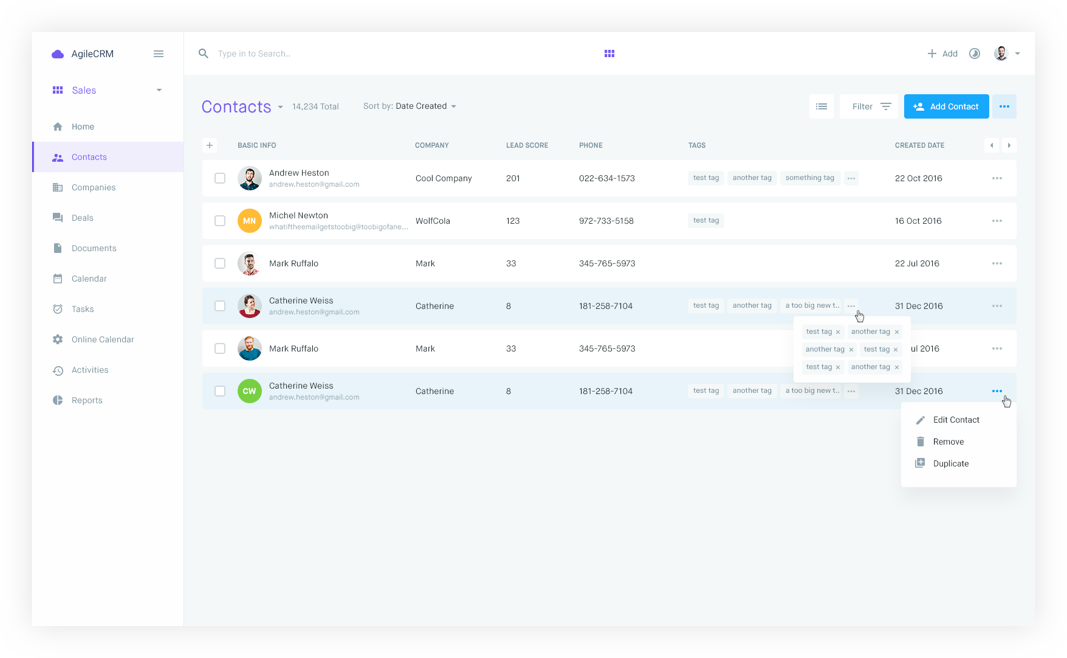 AgileCRM
Type in to Search...
Add
Sales
Home
Contacts
Companies
Deals
Documents
Calendar
Tasks
Online Calendar
Activities
Reports
Contacts 14,234 Total Sort by: Date Created
Filter Add Contact
BASIC INFO COMPANY LEAD SCORE PHONE TAGS CREATED DATE
Andrew Heston
andrew.heston@gmail.com
Cool Company 201 022-634-1573 test tag another tag something tag ... 22 Oct 2016
MN
Michel Newton
whatiftheemailgetstoobig@toobigofane...
WolfCola 123 972-733-5158 test tag 16 Oct 2016
Mark Ruffalo Mark 33 345-765-5973 22 Jul 2016
Catherine Weiss
andrew.heston@gmail.com
Catherine 8 181-258-7104 test tag another tag a too big new t.. ... 31 Dec 2016
test tag × another tag ×
another tag × test tag ×
test tag × another tag ×
Mark Ruffalo Mark 33 345-765-5973 ul 2016
CW
Catherine Weiss
andrew.heston@gmail.com
Catherine 8 181-258-7104 test tag another tag a too big new t.. ... 31 Dec 2016
Edit Contact
Remove
Duplicate